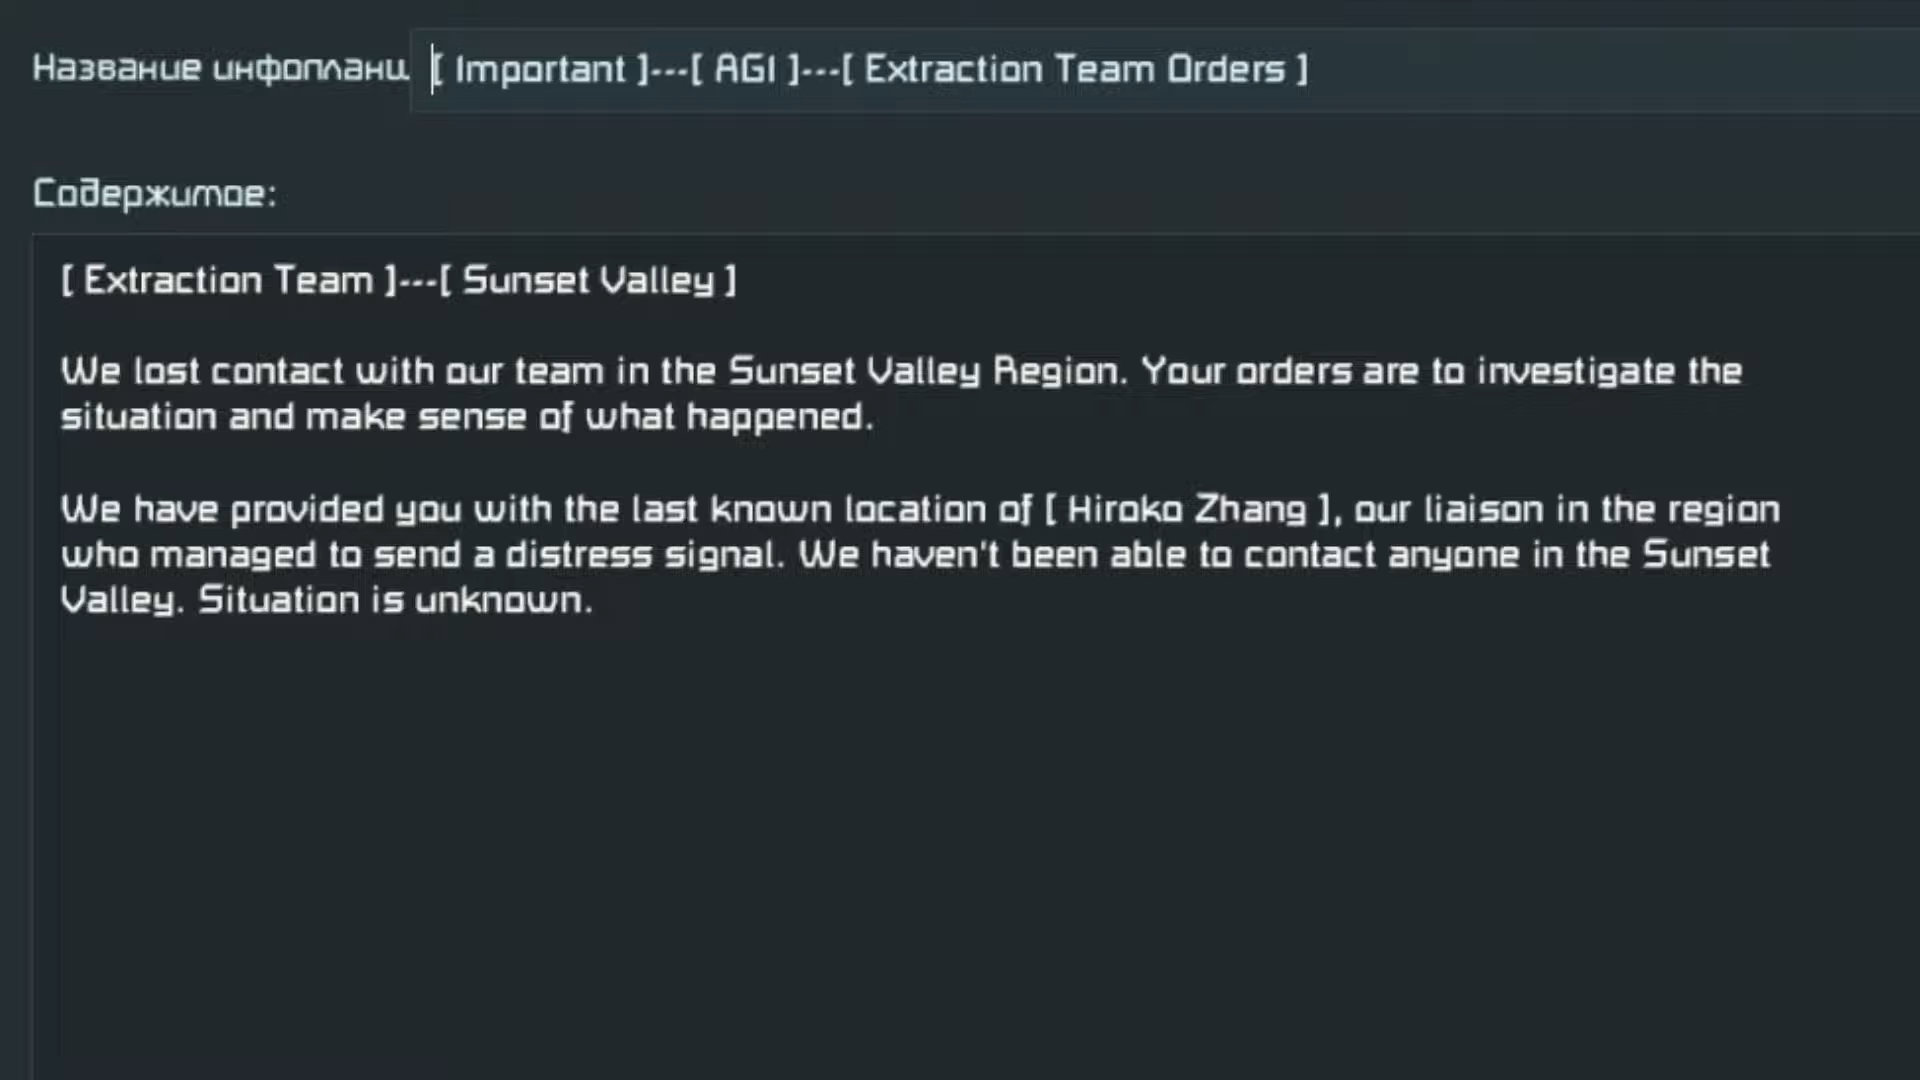 Название инфопланш
[ Important ]---[ AGI ]---[ Extraction Team Orders ]
Содержимое:
[ Extraction Team ]---[ Sunset Valley ]
We lost contact with our team in the Sunset Valley Region. Your orders are to investigate the
situation and make sense of what happened.
We have provided you with the last known location of [ Hiroko Zhang ], our liaison in the region
who managed to send a distress signal. We haven't been able to contact anyone in the Sunset
Valley. Situation is unknown.